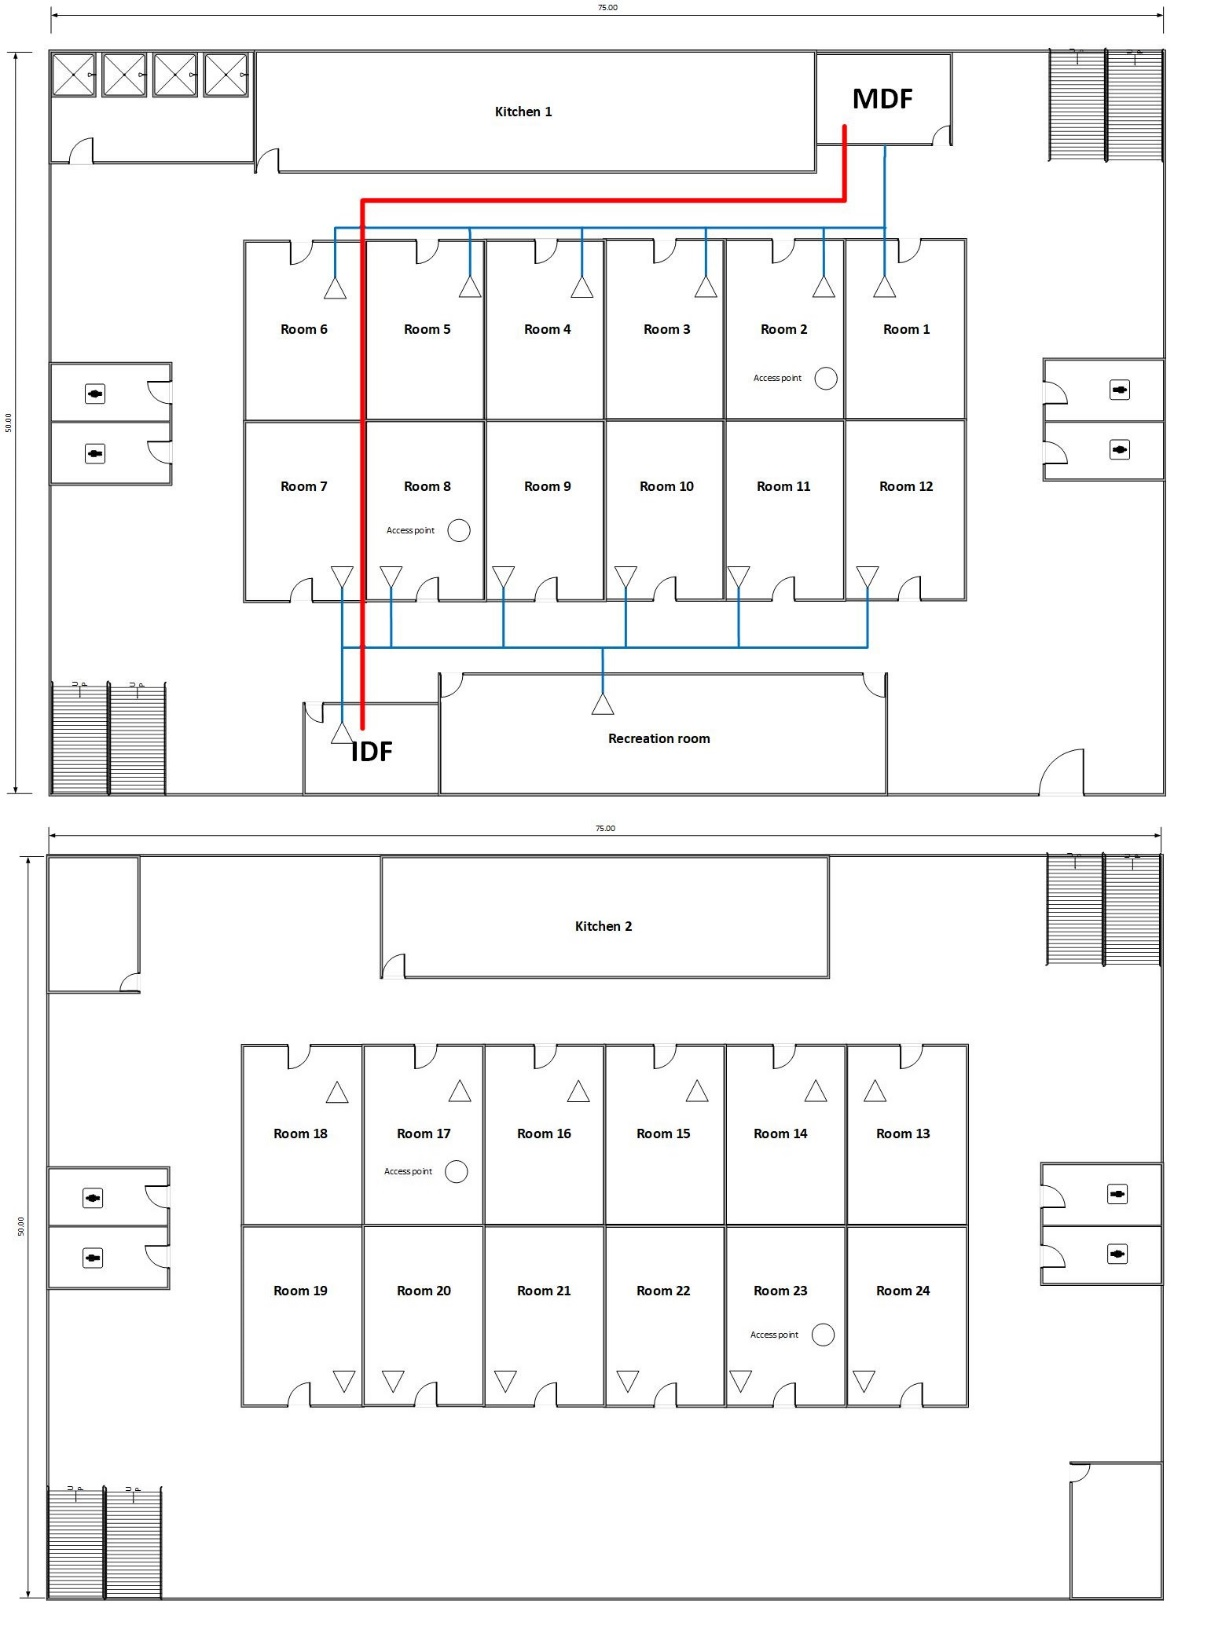 75.00
U P U P
Kitchen 1
MDF
50.00
Room 6 Room 5 Room 4 Room 3 Room 2 Room 1
Access point
Room 7 Room 8 Room 9 Room 10 Room 11 Room 12
Access point
U P U P
Recreation room
IDF
75.00
Kitchen 2
50.00
Room 18 Room 17 Room 16 Room 15 Room 14 Room 13
Access point
Room 19 Room 20 Room 21 Room 22 Room 23 Room 24
Access point
U P U P